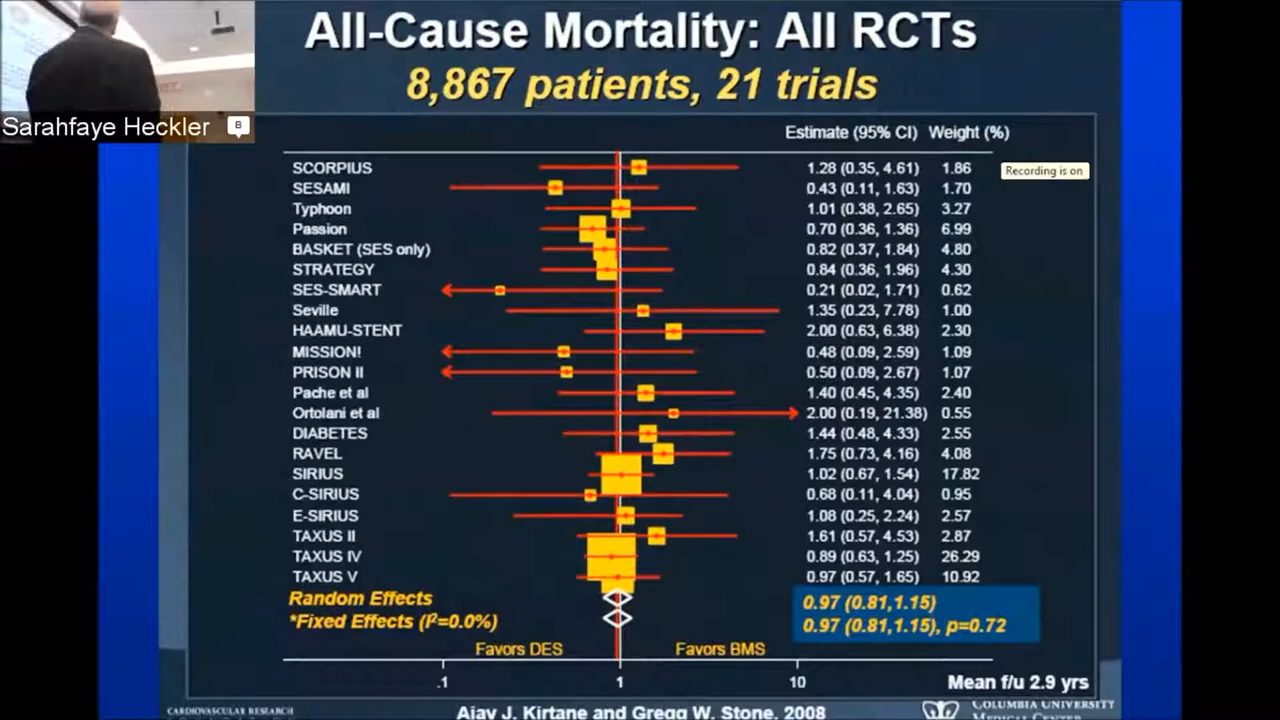 All-Cause Mortality: All RCTs
8,867 patients, 21 trials
Sarahfaye Heckler
Recording is on
Estimate (95% CI) Weight (%)
SCORPIUS 1.28 (0.35, 4.61) 1.86
SESAMI 0.43 (0.11, 1.63) 1.70
Typhoon 1.01 (0.38, 2.65) 3.27
Passion 0.70 (0.36, 1.36) 6.99
BASKET (SES only) 0.82 (0.37, 1.84) 4.80
STRATEGY 0.84 (0.36, 1.96) 4.30
SES-SMART 0.21 (0.02, 1.71) 0.62
Seville 1.35 (0.23, 7.78) 1.00
HAAMU-STENT 2.00 (0.63, 6.38) 2.30
MISSION! 0.48 (0.09, 2.59) 1.09
PRISON II 0.50 (0.09, 2.67) 1.07
Pache et al 1.40 (0.45, 4.35) 2.40
Ortolani et al 2.00 (0.19, 21.38) 0.55
DIABETES 1.44 (0.48, 4.33) 2.55
RAVEL 1.75 (0.73, 4.16) 4.08
SIRIUS 1.02 (0.67, 1.54) 17.82
C-SIRIUS 0.68 (0.11, 4.04) 0.95
E-SIRIUS 1.08 (0.25, 2.24) 2.57
TAXUS II 1.61 (0.57, 4.53) 2.87
TAXUS IV 0.89 (0.63, 1.25) 26.29
TAXUS V 0.97 (0.57, 1.65) 10.92
Random Effects 0.97 (0.81,1.15)
*Fixed Effects (I²=0.0%) 0.97 (0.81,1.15), p=0.72
Favors DES Favors BMS
.1 1 10
Mean f/u 2.9 yrs
CARDIOVASCULAR RESEARCH
Ajay J. Kirtane and Gregg W. Stone, 2008
COLUMBIA UNIVERSITY
MEDICAL CENTER